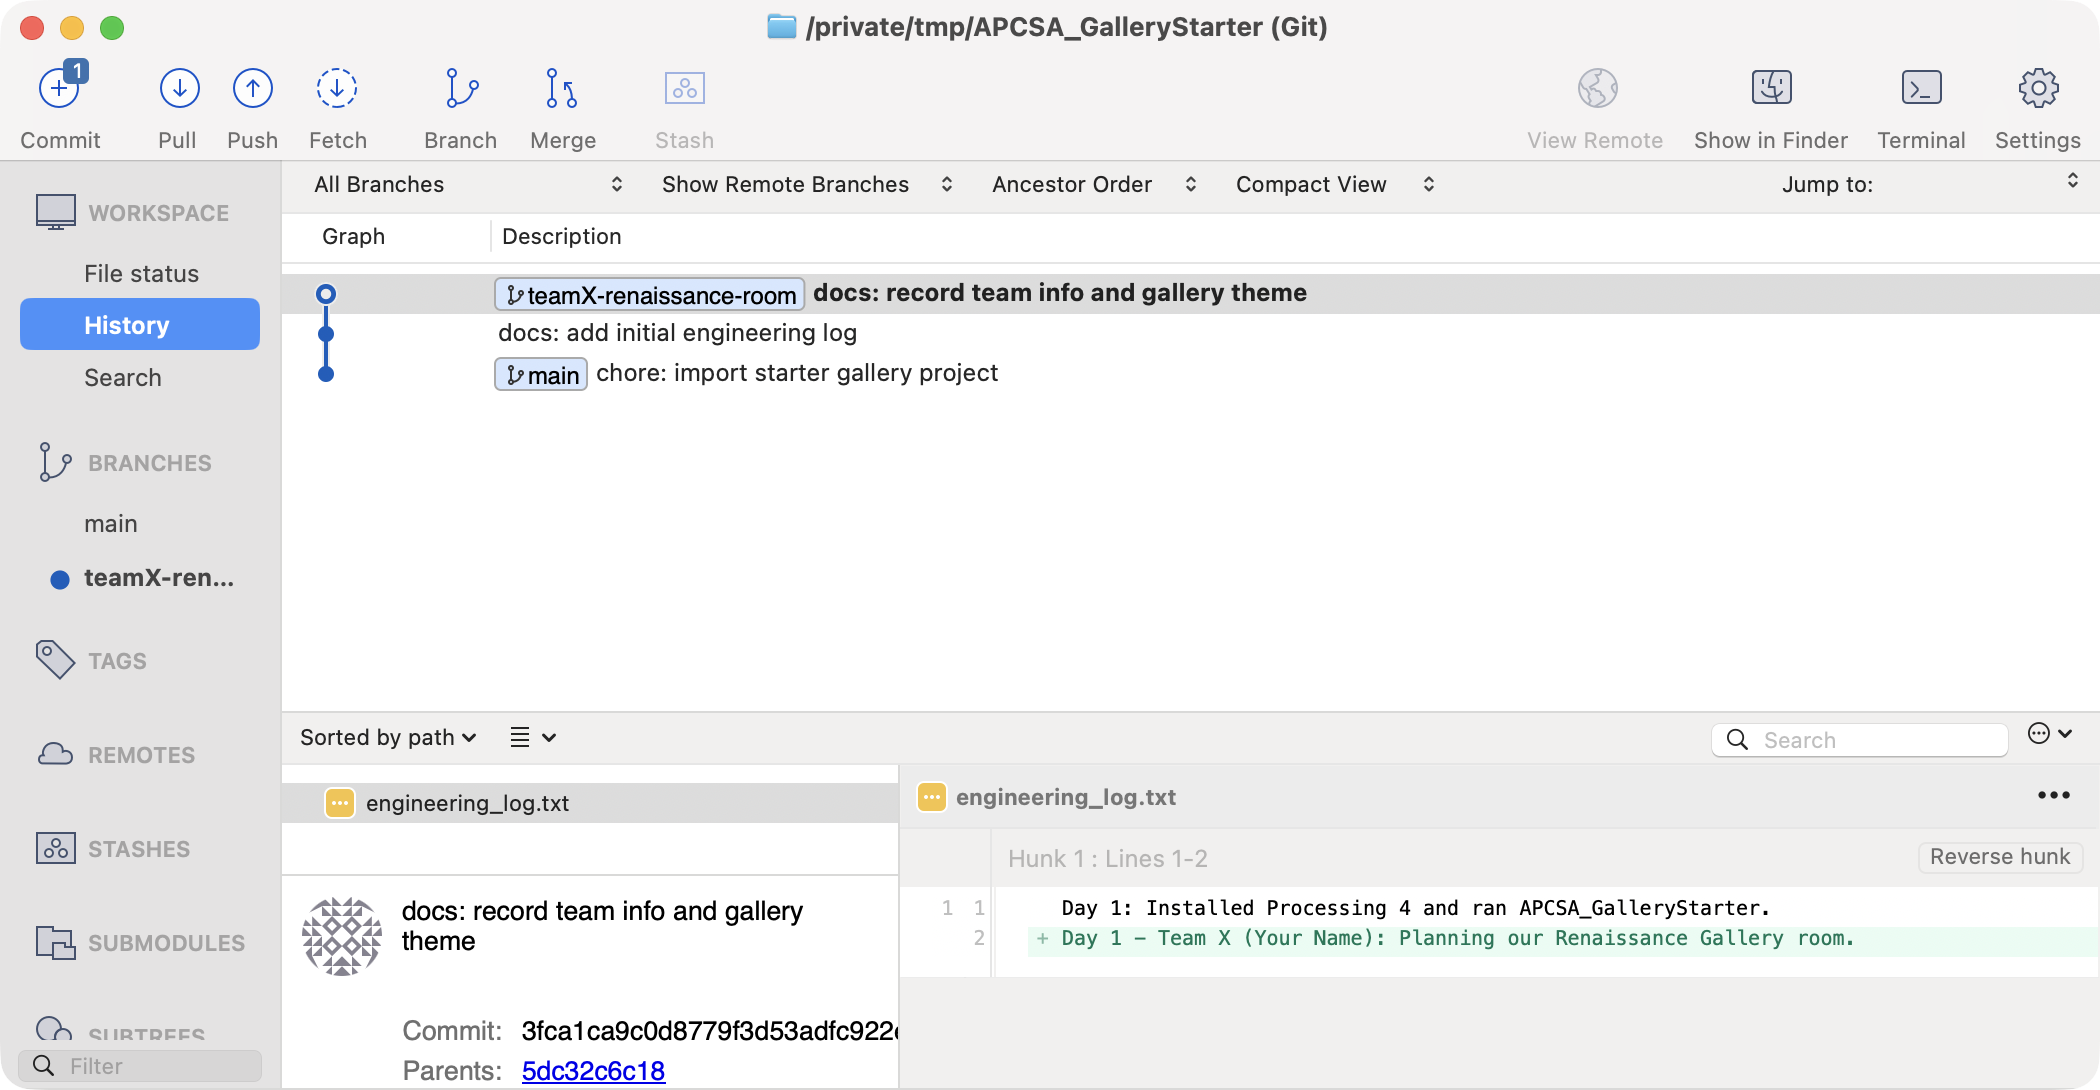 /private/tmp/APCSA_GalleryStarter (Git)
1
Commit Pull Push Fetch Branch Merge Stash View Remote Show in Finder Terminal Settings
All Branches Show Remote Branches Ancestor Order Compact View Jump to:
WORKSPACE
File status
History
Search
BRANCHES
main
teamX-ren...
TAGS
REMOTES
STASHES
SUBMODULES
SUBTREES
Filter
Graph Description
teamX-renaissance-room docs: record team info and gallery theme
docs: add initial engineering log
main chore: import starter gallery project
Sorted by path Search
engineering_log.txt
docs: record team info and gallery
theme
Commit: 3fca1ca9c0d8779f3d53adfc922
Parents: 5dc32c6c18
engineering_log.txt
Hunk 1 : Lines 1-2 Reverse hunk
1 1 Day 1: Installed Processing 4 and ran APCSA_GalleryStarter.
2 + Day 1 – Team X (Your Name): Planning our Renaissance Gallery room.